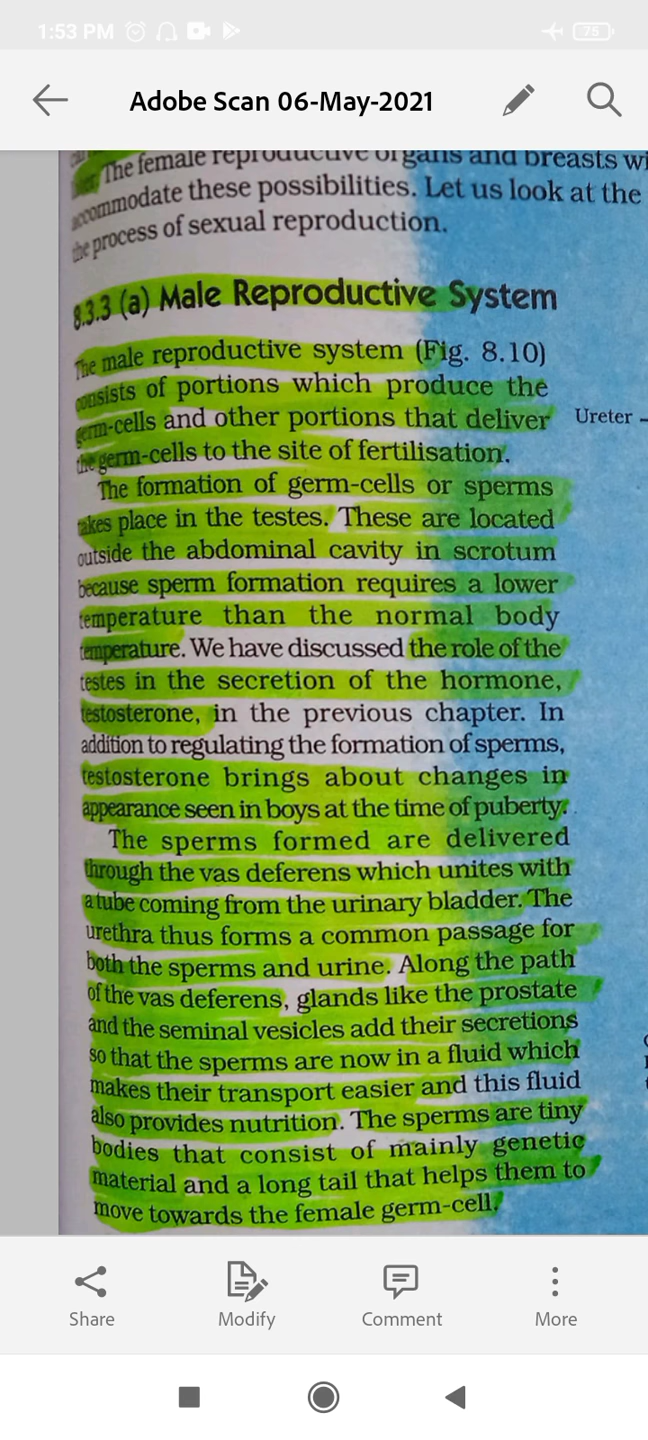 1:53 PM
75
Adobe Scan 06-May-2021
The female reproductive organs and breasts
accommodate these possibilities. Let us look at the
the process of sexual reproduction.
8.3.3 (a) Male Reproductive System
The male reproductive system (Fig. 8.10)
consists of portions which produce the
germ-cells and other portions that deliver
Ureter
the germ-cells to the site of fertilisation.
The formation of germ-cells or sperms
takes place in the testes. These are located
outside the abdominal cavity in scrotum
because sperm formation requires a lower
temperature than the normal body
temperature. We have discussed the role of the
testes in the secretion of the hormone,
testosterone, in the previous chapter. In
addition to regulating the formation of sperms,
testosterone brings about changes in
appearance seen in boys at the time of puberty.
The sperms formed are delivered
through the vas deferens which unites with
a tube coming from the urinary bladder. The
urethra thus forms a common passage for
both the sperms and urine. Along the path
of the vas deferens, glands like the prostate
and the seminal vesicles add their secretions
so that the sperms are now in a fluid which
makes their transport easier and this fluid
also provides nutrition. The sperms are tiny
bodies that consist of mainly genetic
material and a long tail that helps them to
move towards the female germ-cell.
Share
Modify
Comment
More